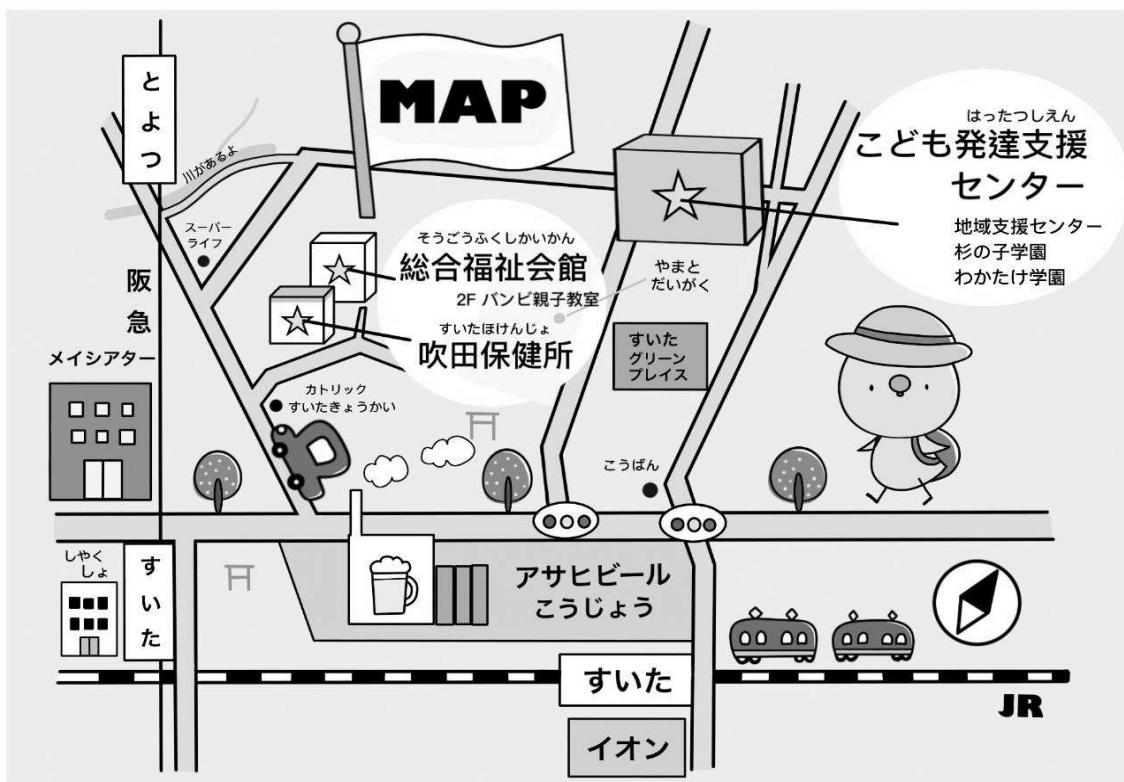 MAP
とよつ
川があるよ
スーパー
ライフ
阪急
メイシアター
そうごうふくしかいかん
総合福祉会館
2F バンビ親子教室
すいたほけんじょ
吹田保健所
カトリック
すいたきょうかい
はったつしえん
こども発達支援
センター
地域支援センター
杉の子学園
わかたけ学園
やまと
だいがく
すいた
グリーン
プレイス
こうばん
しやく
しょ
すいた
アサヒビール
こうじょう
すいた
イオン
JR